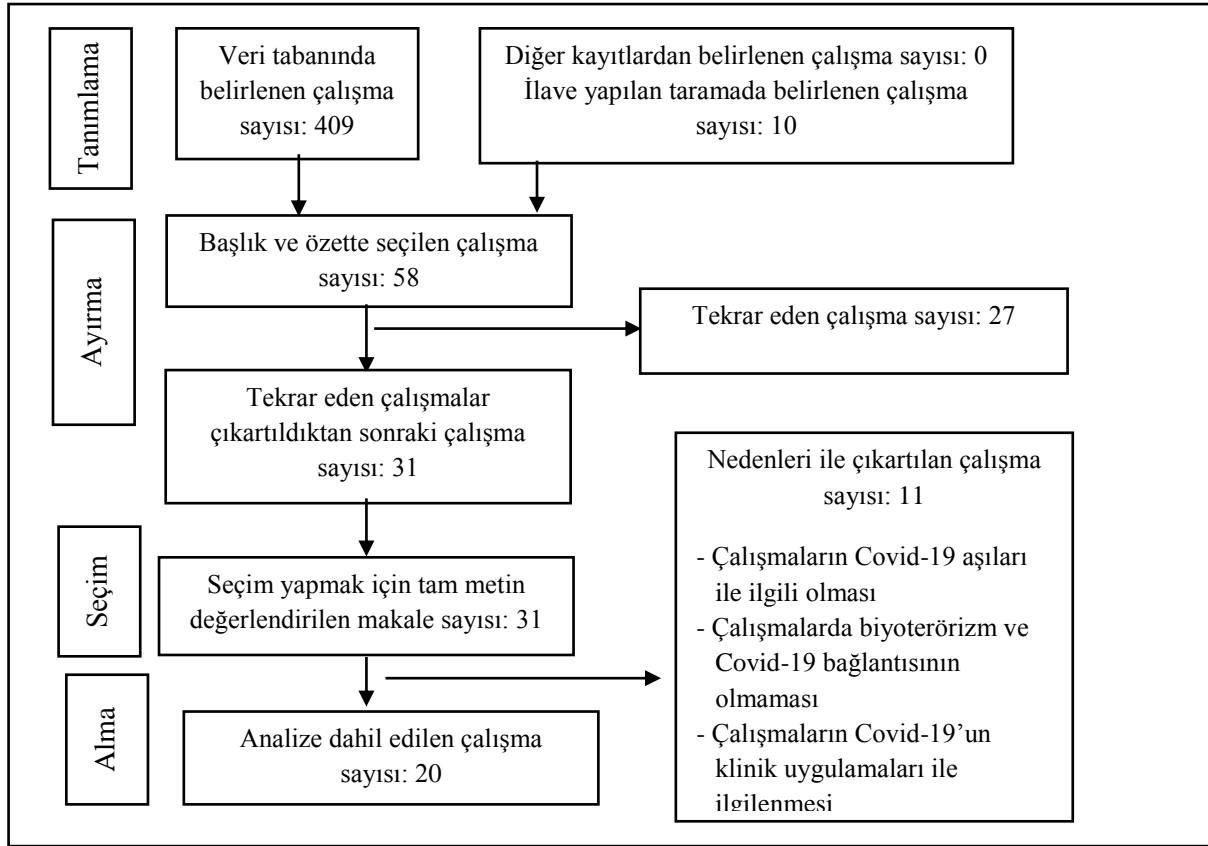 Tanımlama
Veri tabanında
belirlenen çalışma
sayısı: 409
Diğer kayıtlardan belirlenen çalışma sayısı: 0
İlave yapılan taramada belirlenen çalışma
sayısı: 10
Ayırma
Başlık ve özette seçilen çalışma
sayısı: 58
Tekrar eden çalışma sayısı: 27
Tekrar eden çalışmalar
çıkartıldıktan sonraki çalışma
sayısı: 31
Nedenleri ile çıkartılan çalışma
sayısı: 11
- Çalışmaların Covid-19 aşıları
ile ilgili olması
- Çalışmalarda biyoterörizm ve
Covid-19 bağlantısının
olmaması
- Çalışmaların Covid-19’un
klinik uygulamaları ile
ilgilenmesi
Seçim
Seçim yapmak için tam metin
değerlendirilen makale sayısı: 31
Alma
Analize dahil edilen çalışma
sayısı: 20